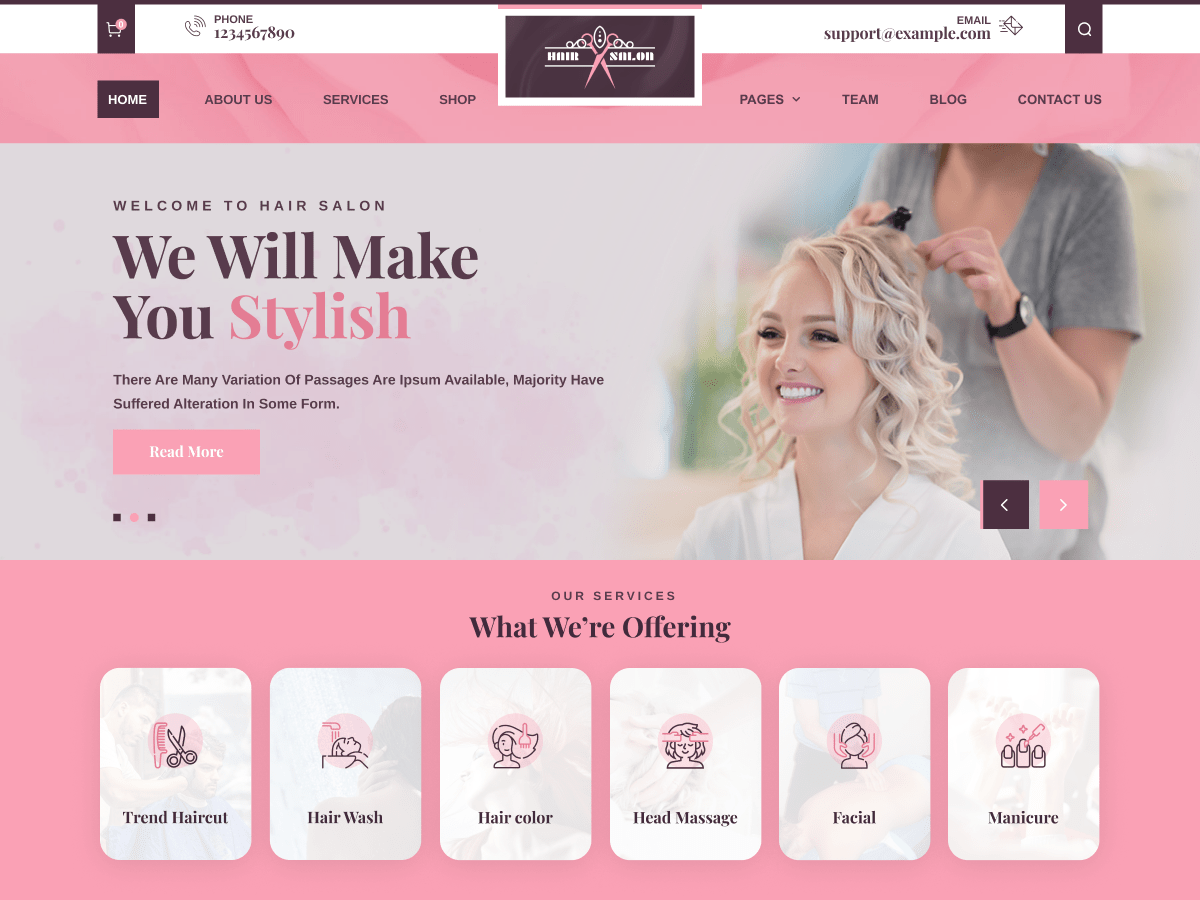 0
PHONE
1234567890
EMAIL
support@example.com
HAIR SALON
HOME
ABOUT US
SERVICES
SHOP
PAGES
TEAM
BLOG
CONTACT US
WELCOME TO HAIR SALON
We Will Make
You Stylish
There Are Many Variation Of Passages Are Ipsum Available, Majority Have
Suffered Alteration In Some Form.
Read More
OUR SERVICES
What We’re Offering
Trend Haircut
Hair Wash
Hair color
Head Massage
Facial
Manicure